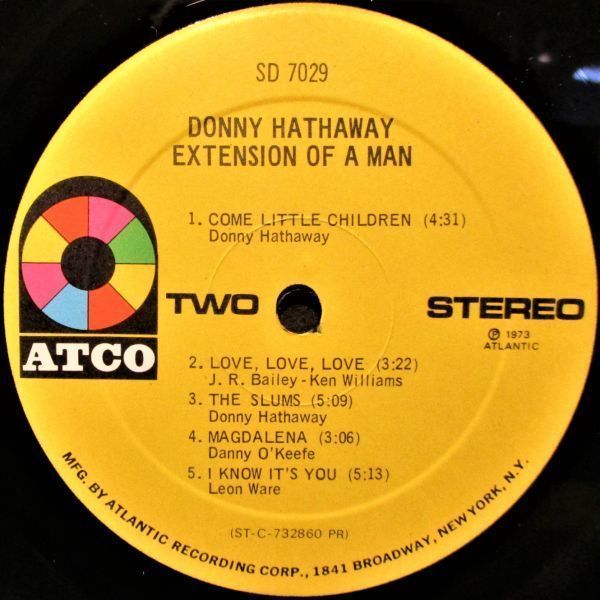 SD 7029
DONNY HATHAWAY
EXTENSION OF A MAN
1. COME LITTLE CHILDREN (4:31)
Donny Hathaway
ATCO
TWO
STEREO
℗ 1973
ATLANTIC
2. LOVE, LOVE, LOVE (3:22)
J. R. Bailey-Ken Williams
3. THE SLUMS (5:09)
Donny Hathaway
4. MAGDALENA (3:06)
Danny O'Keefe
5. I KNOW IT'S YOU (5:13)
Leon Ware
(ST-C-732860 PR)
MFG. BY ATLANTIC RECORDING CORP., 1841 BROADWAY, NEW YORK, N.Y.